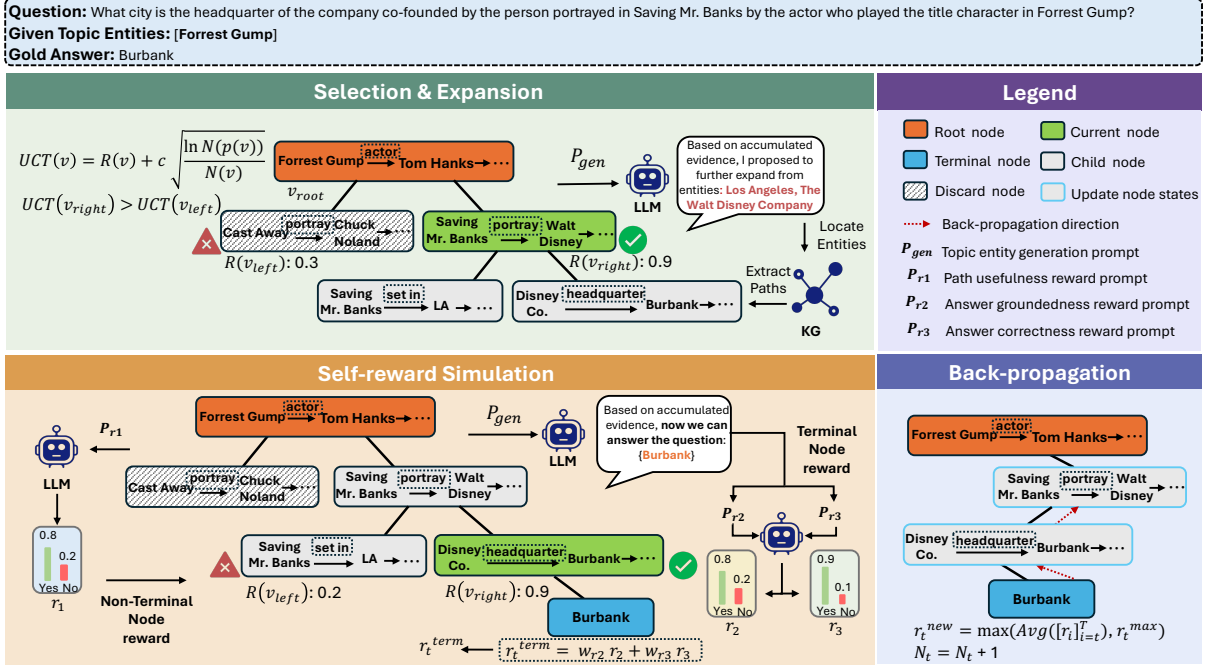 Question: What city is the headquarter of the company co-founded by the person portrayed in Saving Mr. Banks by the actor who played the title character in Forrest Gump?
Given Topic Entities: [Forrest Gump]
Gold Answer: Burbank
Selection & Expansion
UCT(v) = R(v) + c √(ln N(p(v)) / N(v))
UCT(v_right) > UCT(v_left)
Forrest Gump actor Tom Hanks → ⋯
v_root
P_gen
LLM
Based on accumulated
evidence, I proposed to
further expand from
entities: Los Angeles, The
Walt Disney Company
Cast Away portray Chuck Noland ⋯
R(v_left): 0.3
Saving Mr. Banks portray Walt Disney ⋯
R(v_right): 0.9
Locate
Entities
Extract
Paths
KG
Saving Mr. Banks set in LA → ⋯
Disney Co. headquarter Burbank → ⋯
Legend
Root node
Current node
Terminal node
Child node
Discard node
Update node states
Back-propagation direction
P_gen Topic entity generation prompt
P_r1 Path usefulness reward prompt
P_r2 Answer groundedness reward prompt
P_r3 Answer correctness reward prompt
Self-reward Simulation
Forrest Gump actor Tom Hanks → ⋯
P_r1
LLM
0.8
0.2
Yes No
r_1
Non-Terminal
Node
reward
P_gen
LLM
Based on accumulated
evidence, now we can
answer the question:
{Burbank}
Terminal
Node
reward
Cast Away portray Chuck Noland ⋯
Saving Mr. Banks portray Walt Disney ⋯
Saving Mr. Banks set in LA → ⋯
R(v_left): 0.2
Disney Co. headquarter Burbank → ⋯
R(v_right): 0.9
Burbank
P_r2
P_r3
0.8
0.2
Yes No
r_2
0.9
0.1
Yes No
r_3
r_t^term ← r_t^term = w_r2 r_2 + w_r3 r_3
Back-propagation
Forrest Gump actor Tom Hanks → ⋯
Saving Mr. Banks portray Walt Disney ⋯
Disney Co. headquarter Burbank → ⋯
Burbank
r_t^new = max(Avg([r_i]_{i=t}^T), r_t^max)
N_t = N_t + 1